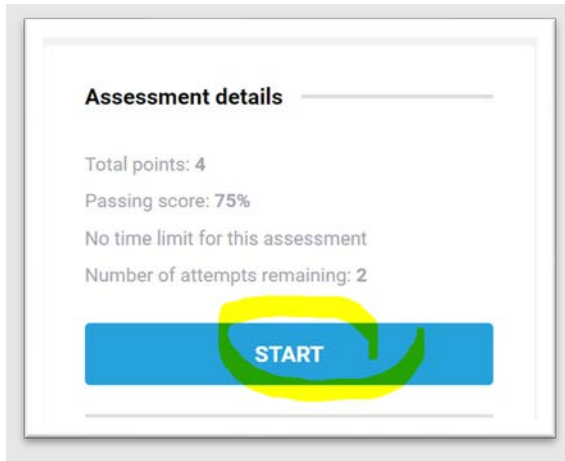 Assessment details
Total points: 4
Passing score: 75%
No time limit for this assessment
Number of attempts remaining: 2
START